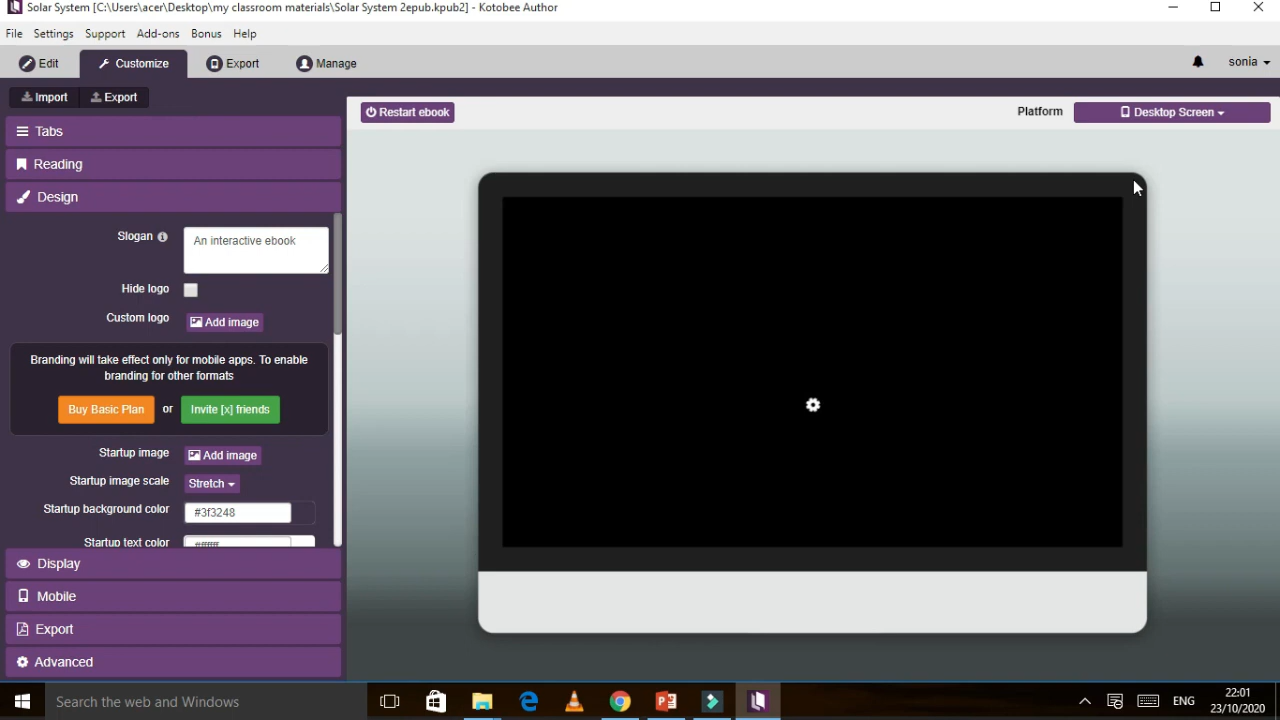 Solar System [C:\Users\acer\Desktop\my classroom materials\Solar System 2epub.kpub2] - Kotobee Author
File Settings Support Add-ons Bonus Help
Edit Customize Export Manage sonia
Import Export
Restart ebook Platform Desktop Screen
Tabs
Reading
Design
Slogan An interactive ebook
Hide logo
Custom logo Add image
Branding will take effect only for mobile apps. To enable
branding for other formats
Buy Basic Plan or Invite [x] friends
Startup image Add image
Startup image scale Stretch
Startup background color #3f3248
Startup text color #ffffff
Display
Mobile
Export
Advanced
Search the web and Windows
ENG
22:01
23/10/2020